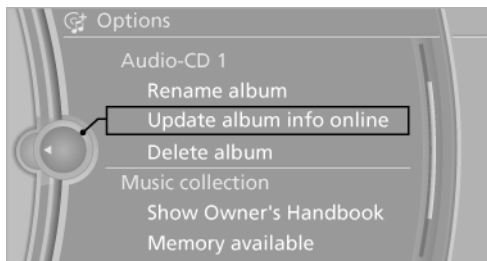 Options
Audio-CD 1
Rename album
Update album info online
Delete album
Music collection
Show Owner's Handbook
Memory available